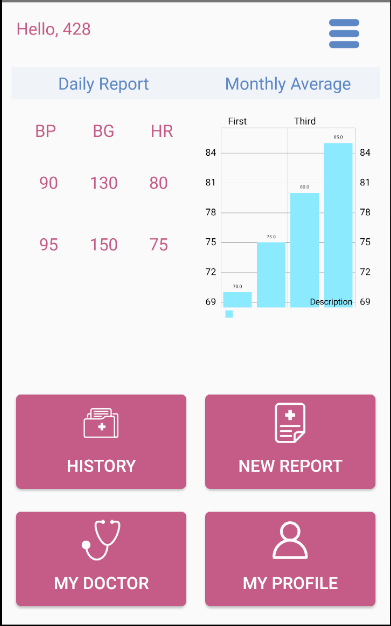 Hello, 428
Daily Report
Monthly Average
BP BG HR
90 130 80
95 150 75
First Third
85.0
84 84
81 81
80.0
78 78
75.0
75 75
72 72
70.0
69 Description 69
HISTORY
NEW REPORT
MY DOCTOR
MY PROFILE